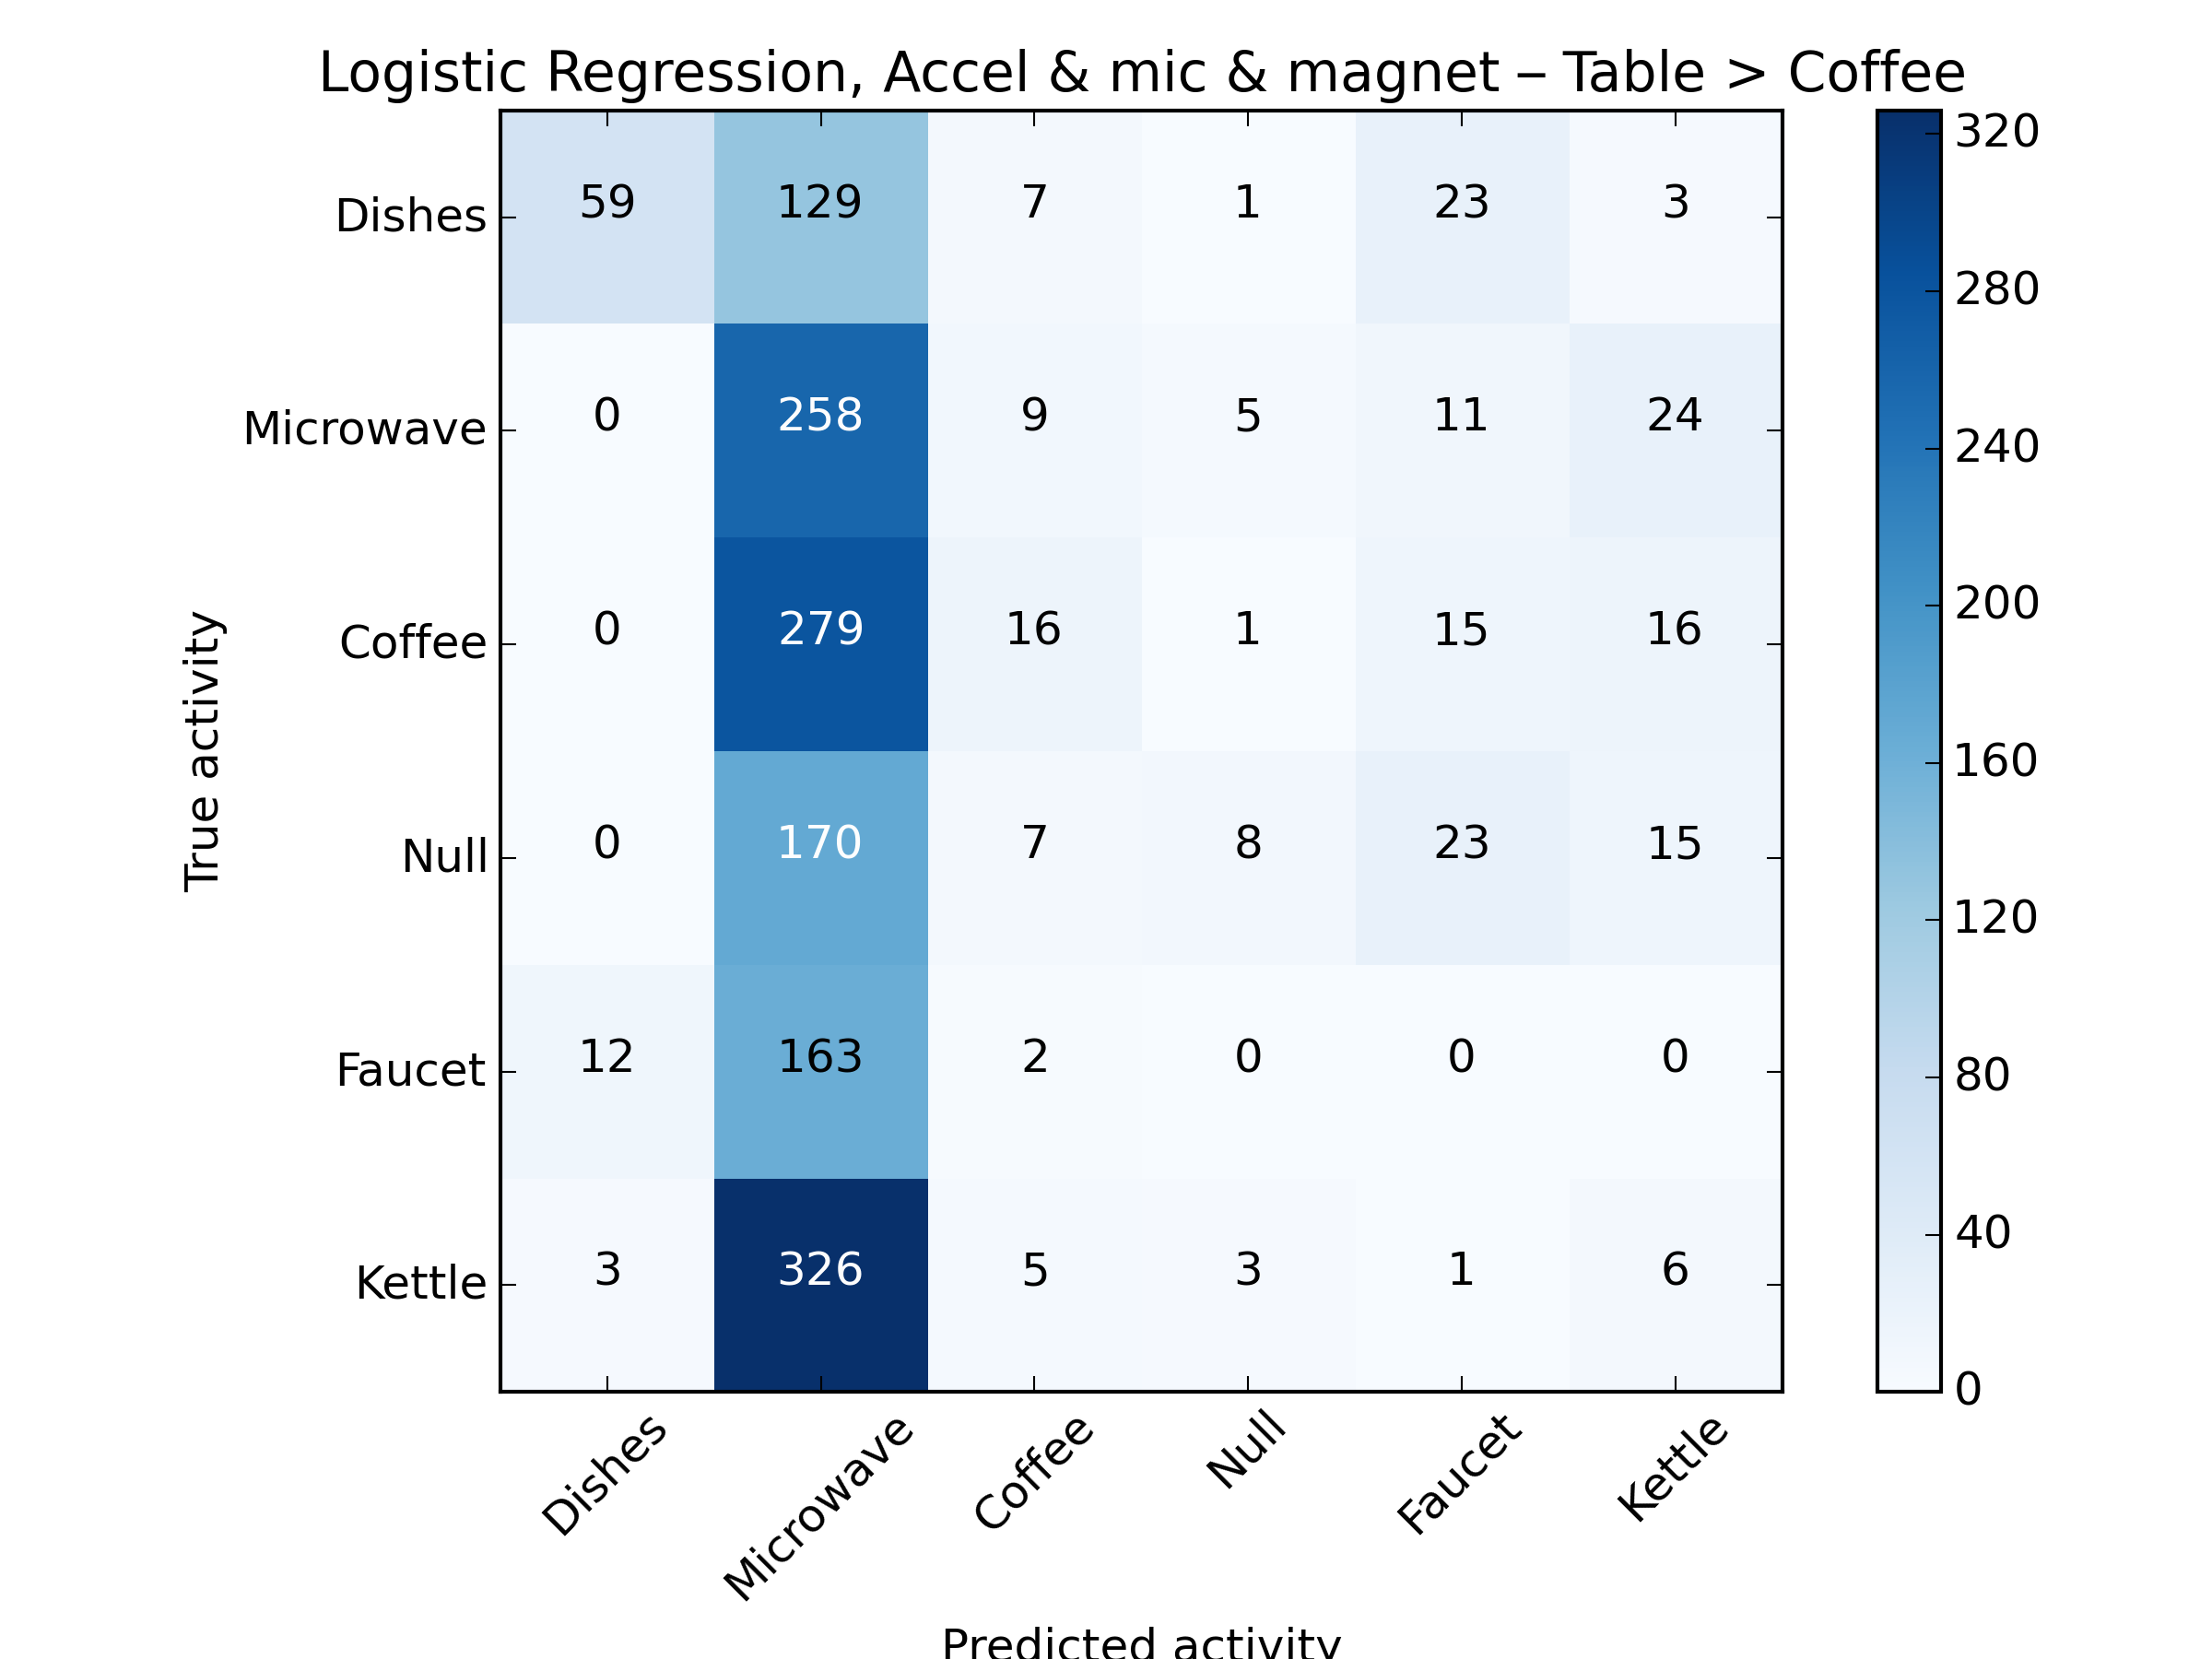 Logistic Regression, Accel & mic & magnet – Table > Coffee
True activity
Dishes 59 129 7 1 23 3
Microwave 0 258 9 5 11 24
Coffee 0 279 16 1 15 16
Null 0 170 7 8 23 15
Faucet 12 163 2 0 0 0
Kettle 3 326 5 3 1 6
Dishes Microwave Coffee Null Faucet Kettle
Predicted activity
320
280
240
200
160
120
80
40
0